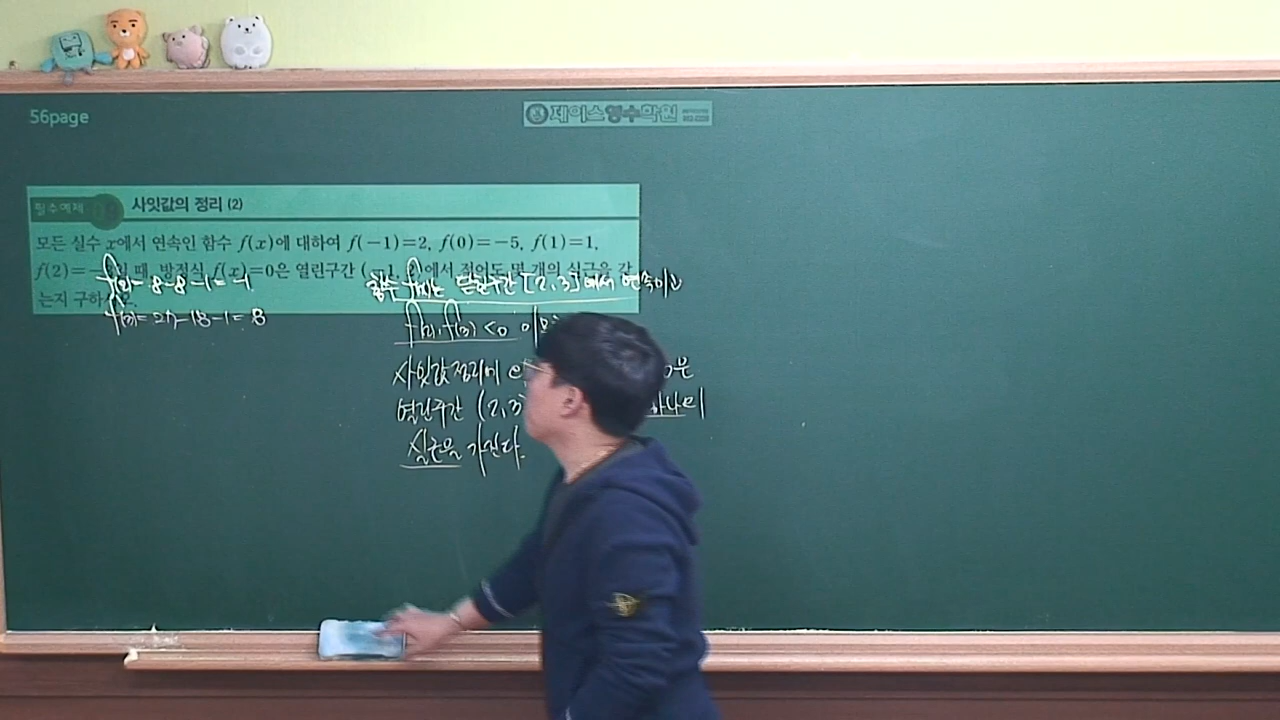 56page
제이스영수학원
필수예제
사잇값의 정리 (2)
모든 실수 x에서 연속인 함수 f(x)에 대하여 f(−1)=2, f(0)=−5, f(1)=1,
f(2)=− 때, 방정식 f(x)=0은 열린구간 (−1, 2)에서 적어도 몇 개의 실근을 갖
는지 구하
f(2)= 8-8-1=-1
f(3)= 27-18-1= 8
함수 f(x)는 닫힌구간 [2,3]에서 연속이고
f(2)f(3) <0 이므
사잇값 정리에 은
열린구간 (2,3) 하나의
실근을 가진다.